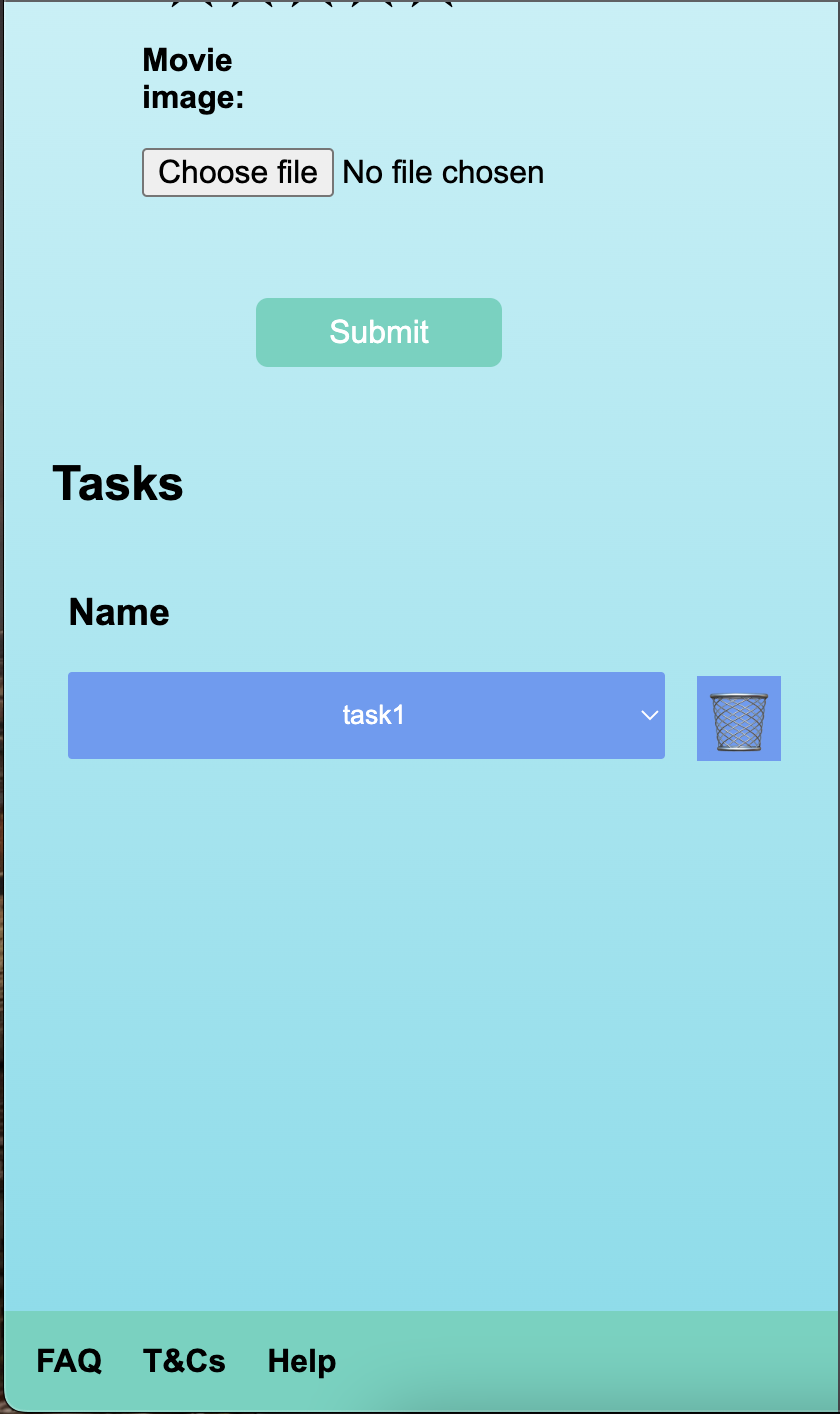 Movie
image:
Choose file No file chosen
Submit
Tasks
Name
task1
FAQ T&Cs Help